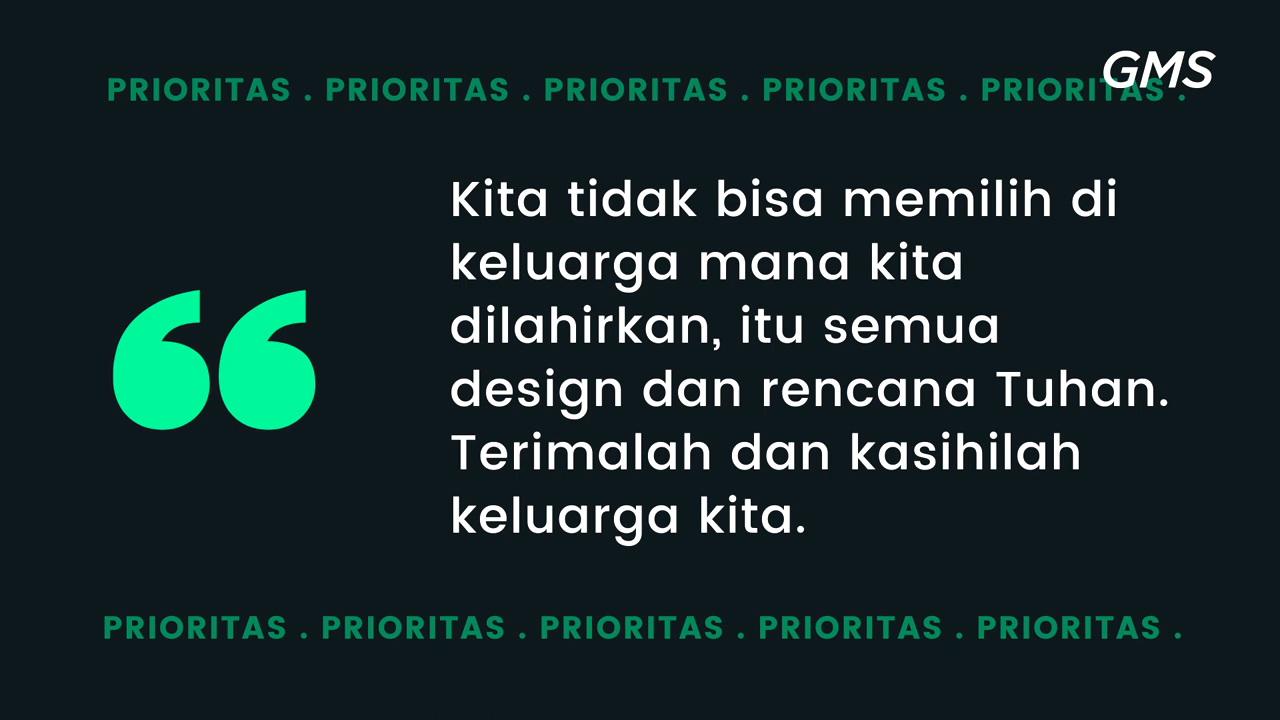 GMS
PRIORITAS . PRIORITAS . PRIORITAS . PRIORITAS . PRIORITAS .
Kita tidak bisa memilih di
keluarga mana kita
dilahirkan, itu semua
design dan rencana Tuhan.
Terimalah dan kasihilah
keluarga kita.
PRIORITAS . PRIORITAS . PRIORITAS . PRIORITAS . PRIORITAS .